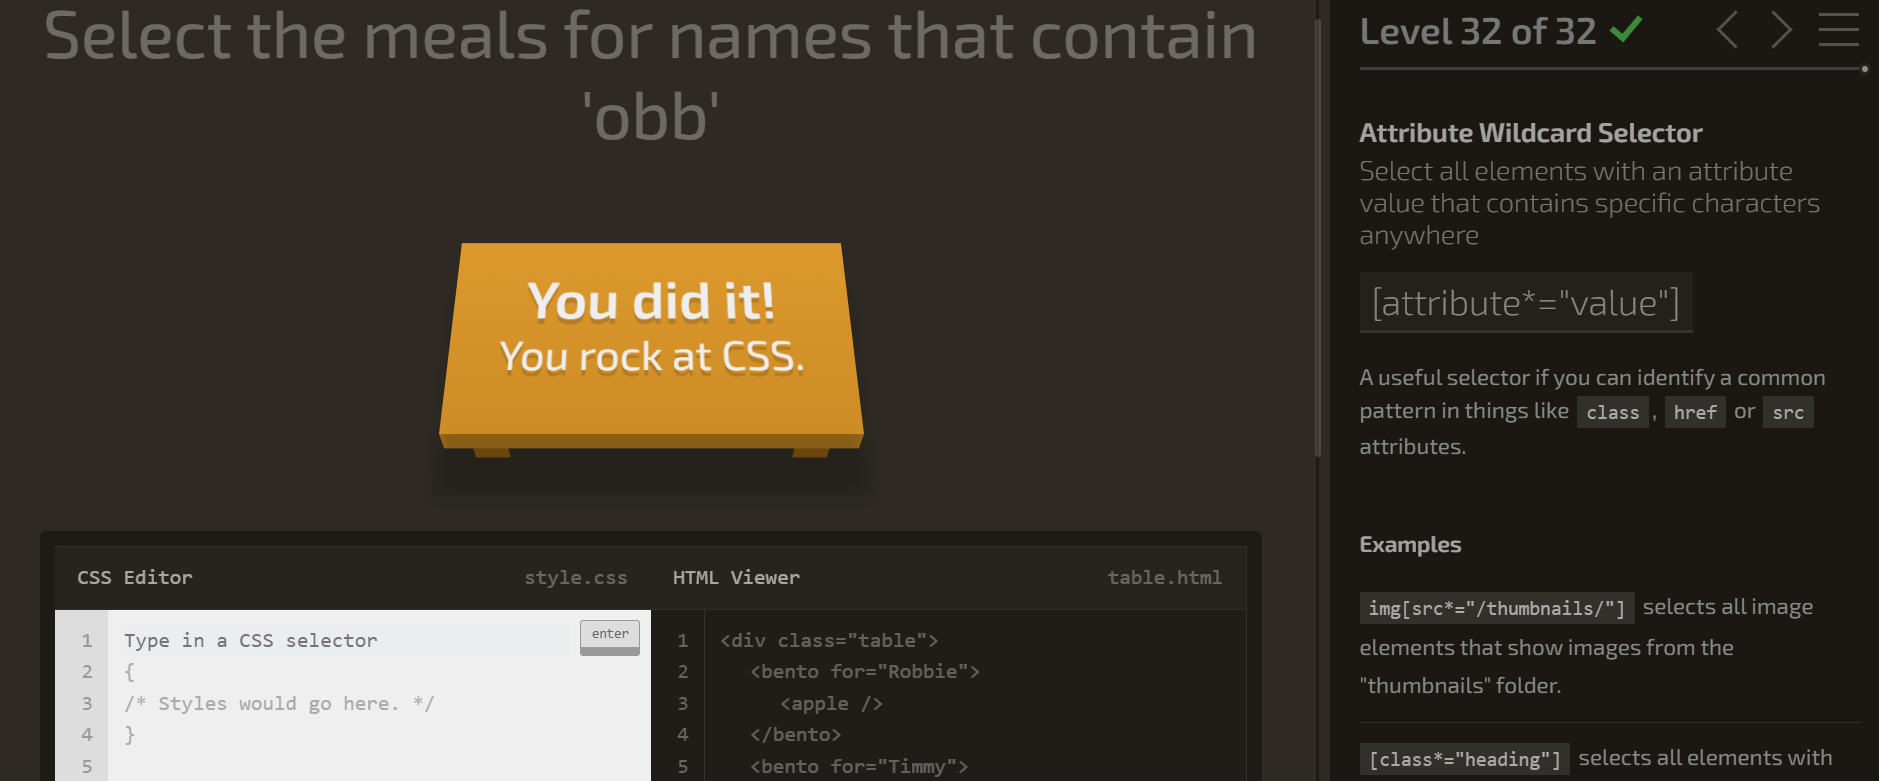 Select the meals for names that contain
'obb'
You did it!
You rock at CSS.
CSS Editor style.css
1 Type in a CSS selector enter
2 {
3 /* Styles would go here. */
4 }
5
HTML Viewer table.html
1 <div class="table">
2 <bento for="Robbie">
3 <apple />
4 </bento>
5 <bento for="Timmy">
Level 32 of 32
Attribute Wildcard Selector
Select all elements with an attribute
value that contains specific characters
anywhere
[attribute*="value"]
A useful selector if you can identify a common
pattern in things like class , href or src
attributes.
Examples
img[src*="/thumbnails/"] selects all image
elements that show images from the
"thumbnails" folder.
[class*="heading"] selects all elements with